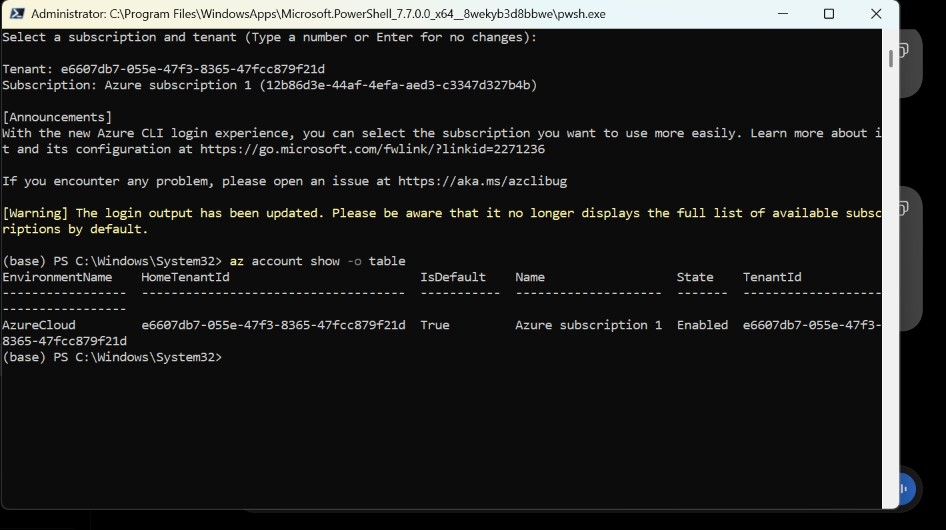 Administrator: C:\Program Files\WindowsApps\Microsoft.PowerShell_7.7.0.0_x64__8wekyb3d8bbwe\pwsh.exe
Select a subscription and tenant (Type a number or Enter for no changes):
Tenant: e6607db7-055e-47f3-8365-47fcc879f21d
Subscription: Azure subscription 1 (12b86d3e-44af-4efa-aed3-c3347d327b4b)
[Announcements]
With the new Azure CLI login experience, you can select the subscription you want to use more easily. Learn more about i
t and its configuration at https://go.microsoft.com/fwlink/?linkid=2271236
If you encounter any problem, please open an issue at https://aka.ms/azclibug
[Warning] The login output has been updated. Please be aware that it no longer displays the full list of available subsc
riptions by default.
(base) PS C:\Windows\System32> az account show -o table
EnvironmentName    HomeTenantId                          IsDefault    Name                  State    TenantId
-----------------  ------------------------------------  -----------  --------------------  -------  -------------------
-----------------
AzureCloud         e6607db7-055e-47f3-8365-47fcc879f21d  True         Azure subscription 1  Enabled  e6607db7-055e-47f3-
8365-47fcc879f21d
(base) PS C:\Windows\System32>